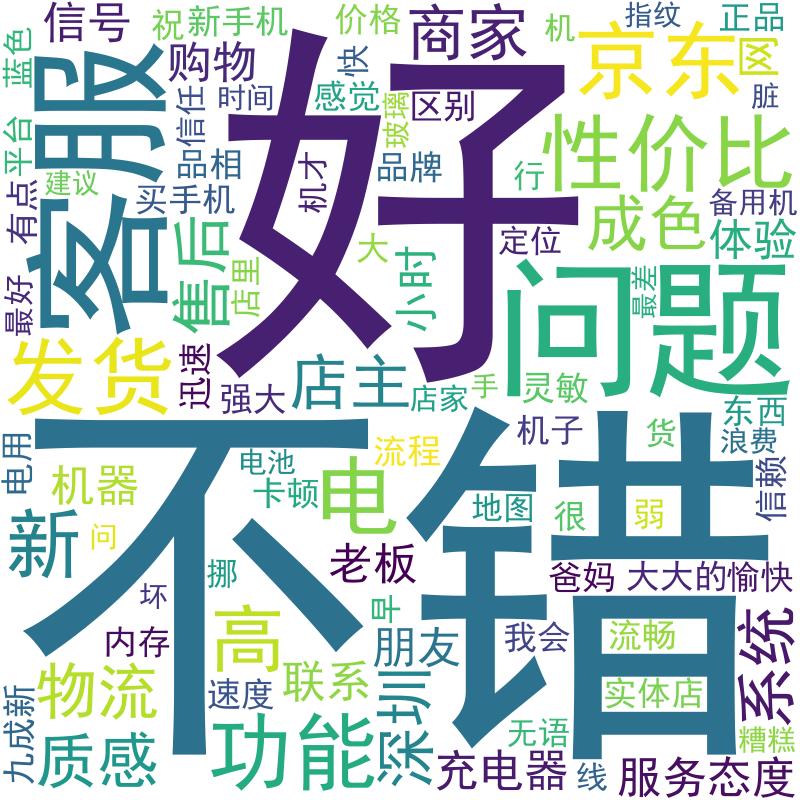 信号
祝
新手机
价格
商家
机
指纹
正品
蓝色
客服
购物
快
好
京东
网
信任
时间
感觉
玻璃
区别
脏
平台
品相
机才
品牌
行
性价比
有点
建议
买手机
备用机
成色
体验
售后
店里
大
小时
定位
最好
问题
最差
发货
迅速
强大
店主
店家
手
灵敏
东西
不错
机子
货
浪费
电用
机器
电池
卡顿
电
流程
地图
很
弱
信赖
新
问
坏
挪
老板
早
爸妈
大大的愉快
内存
高
朋友
我会
流畅
系统
九成新
物流
速度
联系
深圳
实体店
质感
功能
充电器
无语
线
服务态度
糟糕